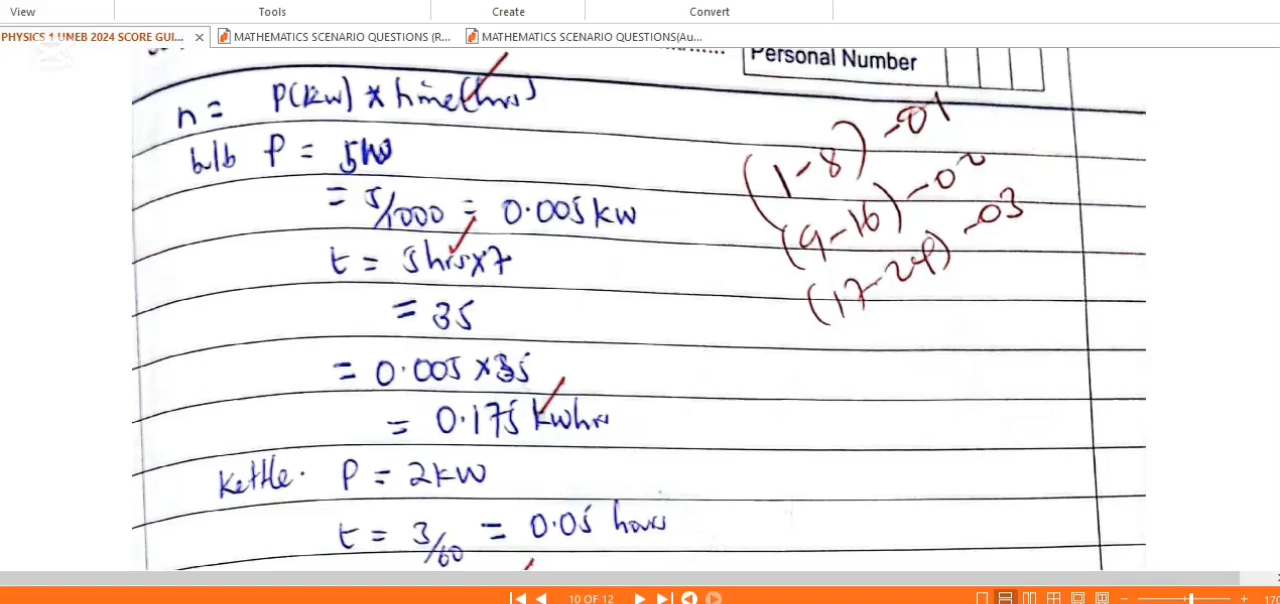 View Tools Create Convert
PHYSICS 1 UNEB 2024 SCORE GUI... × MATHEMATICS SCENARIO QUESTIONS (R... MATHEMATICS SCENARIO QUESTIONS(Au...
Personal Number
n = P(kw) × time(hrs)
bulb P = 5W
= 5/1000 = 0.005 kw
t = 5hrs×7
= 35
= 0.005 × 35
= 0.175 kwhrs
Kettle. P = 2kW
t = 3/60 = 0.05 hours
(1-8) -01
(9-16) -02
(17-24) -03
10 OF 12